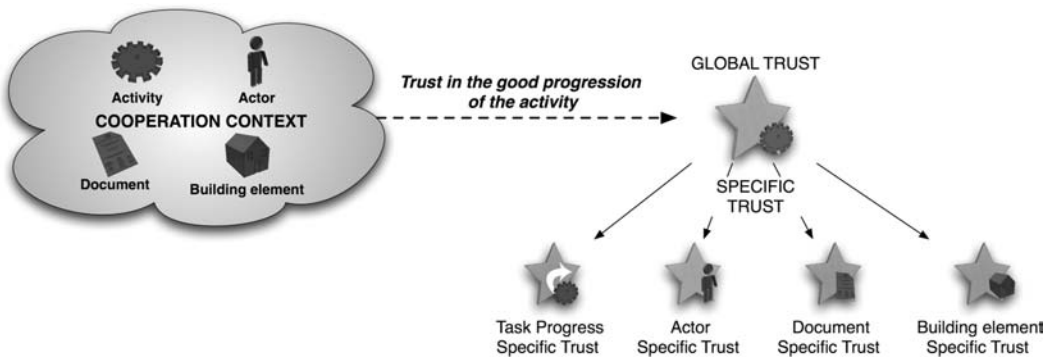 Activity
Actor
COOPERATION CONTEXT
Document
Building element
Trust in the good progression
of the activity
GLOBAL TRUST
SPECIFIC
TRUST
Task Progress
Specific Trust
Actor
Specific Trust
Document
Specific Trust
Building element
Specific Trust